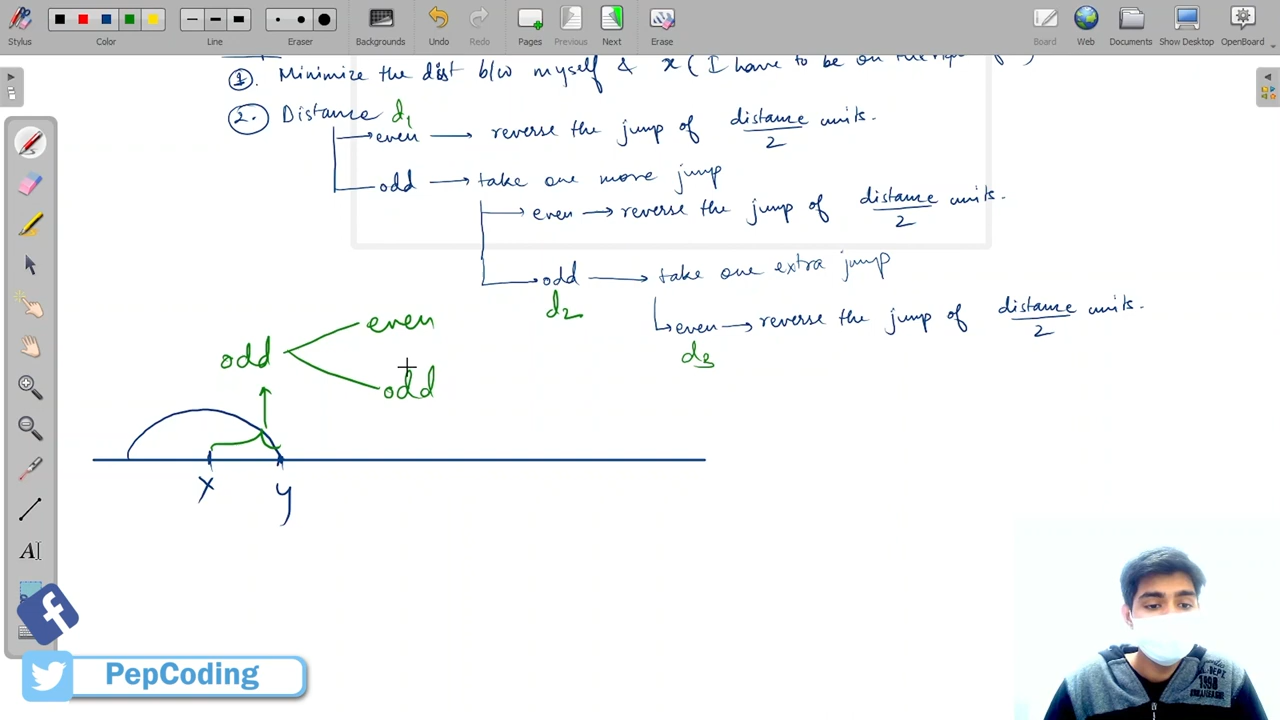 Stylus
Color
Line
Eraser
Backgrounds
Undo
Redo
Pages
Previous
Next
Erase
Board
Web
Documents
Show Desktop
OpenBoard
1. Minimize the dist b/w myself & x (I have to be on the
2. Distance d1
even → reverse the jump of distance/2 units.
odd → take one more jump
even → reverse the jump of distance/2 units.
odd → take one extra jump
d2
even → reverse the jump of distance/2 units.
d3
even
odd
odd
x
y
PepCoding